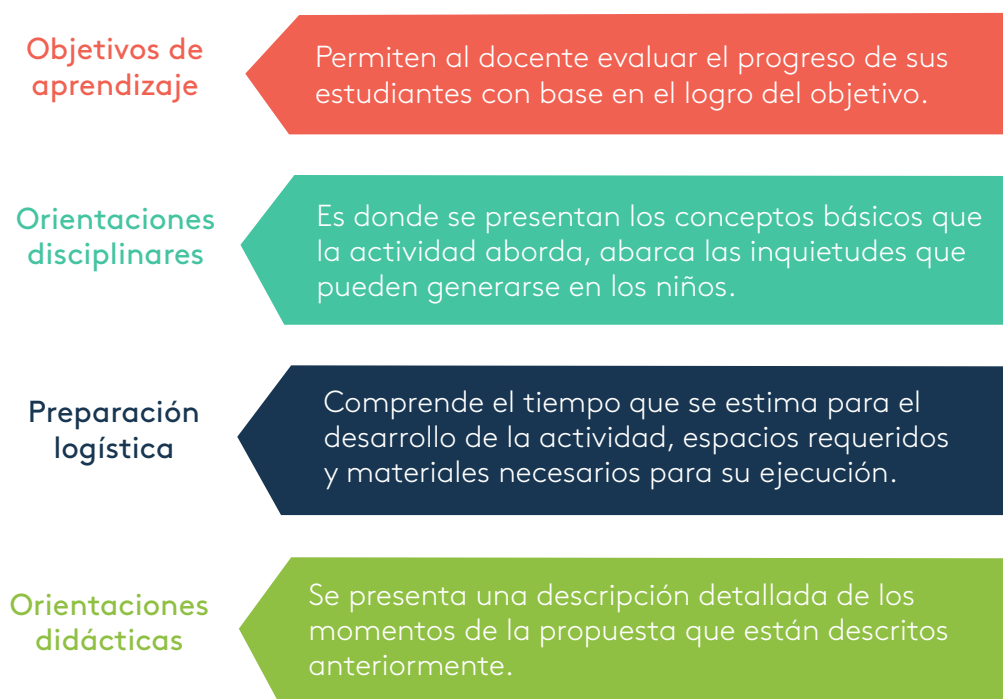 Objetivos de
aprendizaje
Permiten al docente evaluar el progreso de sus
estudiantes con base en el logro del objetivo.
Orientaciones
disciplinares
Es donde se presentan los conceptos básicos que
la actividad aborda, abarca las inquietudes que
pueden generarse en los niños.
Preparación
logística
Comprende el tiempo que se estima para el
desarrollo de la actividad, espacios requeridos
y materiales necesarios para su ejecución.
Orientaciones
didácticas
Se presenta una descripción detallada de los
momentos de la propuesta que están descritos
anteriormente.